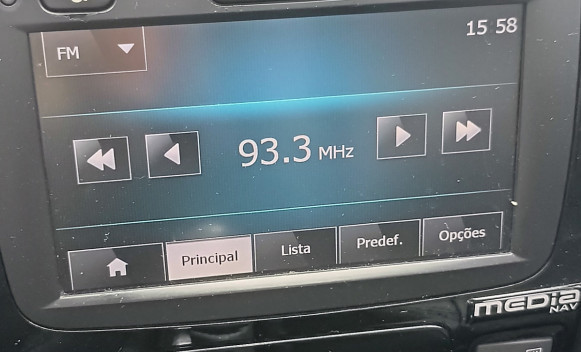 FM
15 58
93.3 MHz
Principal
Lista
Predef.
Opções
MEDIA
NAV